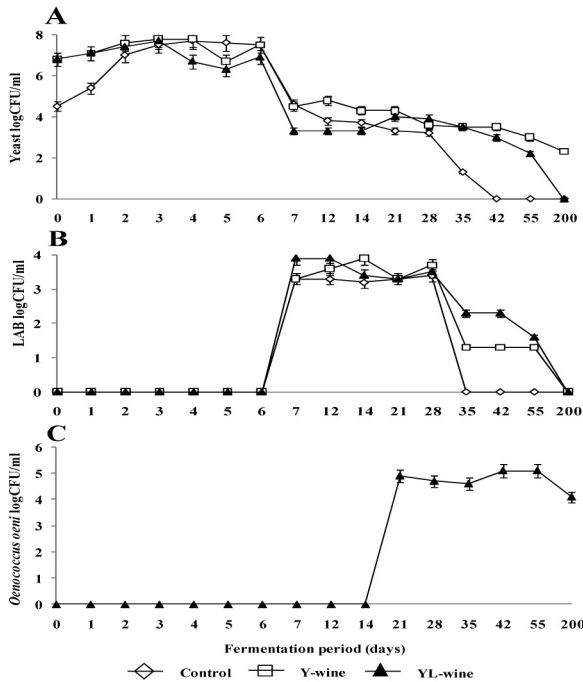 A
Yeast logCFU/ml
8
6
4
2
0
0 1 2 3 4 5 6 7 12 14 21 28 35 42 55 200
B
LAB logCFU/ml
4
3
2
1
0
0 1 2 3 4 5 6 7 12 14 21 28 35 42 55 200
C
Oenococcus oeni logCFU/ml
6
5
4
3
2
1
0
0 1 2 3 4 5 6 7 12 14 21 28 35 42 55 200
Fermentation period (days)
Control Y-wine YL-wine